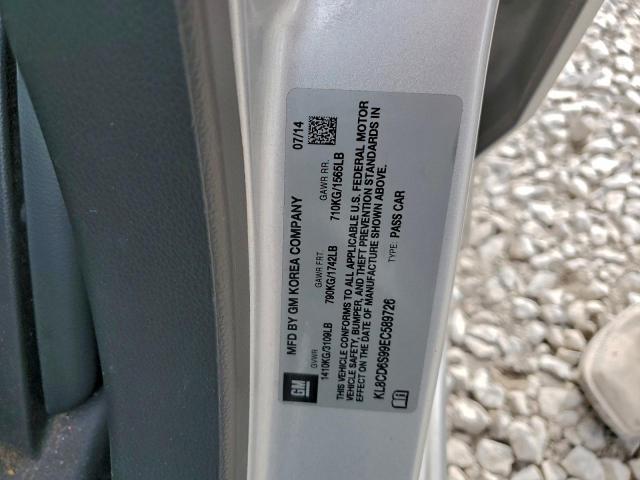 GM
MFD BY GM KOREA COMPANY 07/14
GVWR GAWR FRT. GAWR RR.
1410KG/3109LB 790KG/1742LB 710KG/1565LB
THIS VEHICLE CONFORMS TO ALL APPLICABLE U.S. FEDERAL MOTOR
VEHICLE SAFETY, BUMPER, AND THEFT PREVENTION STANDARDS IN
EFFECT ON THE DATE OF MANUFACTURE SHOWN ABOVE.
TYPE: PASS CAR
KL8CD6S99EC589726